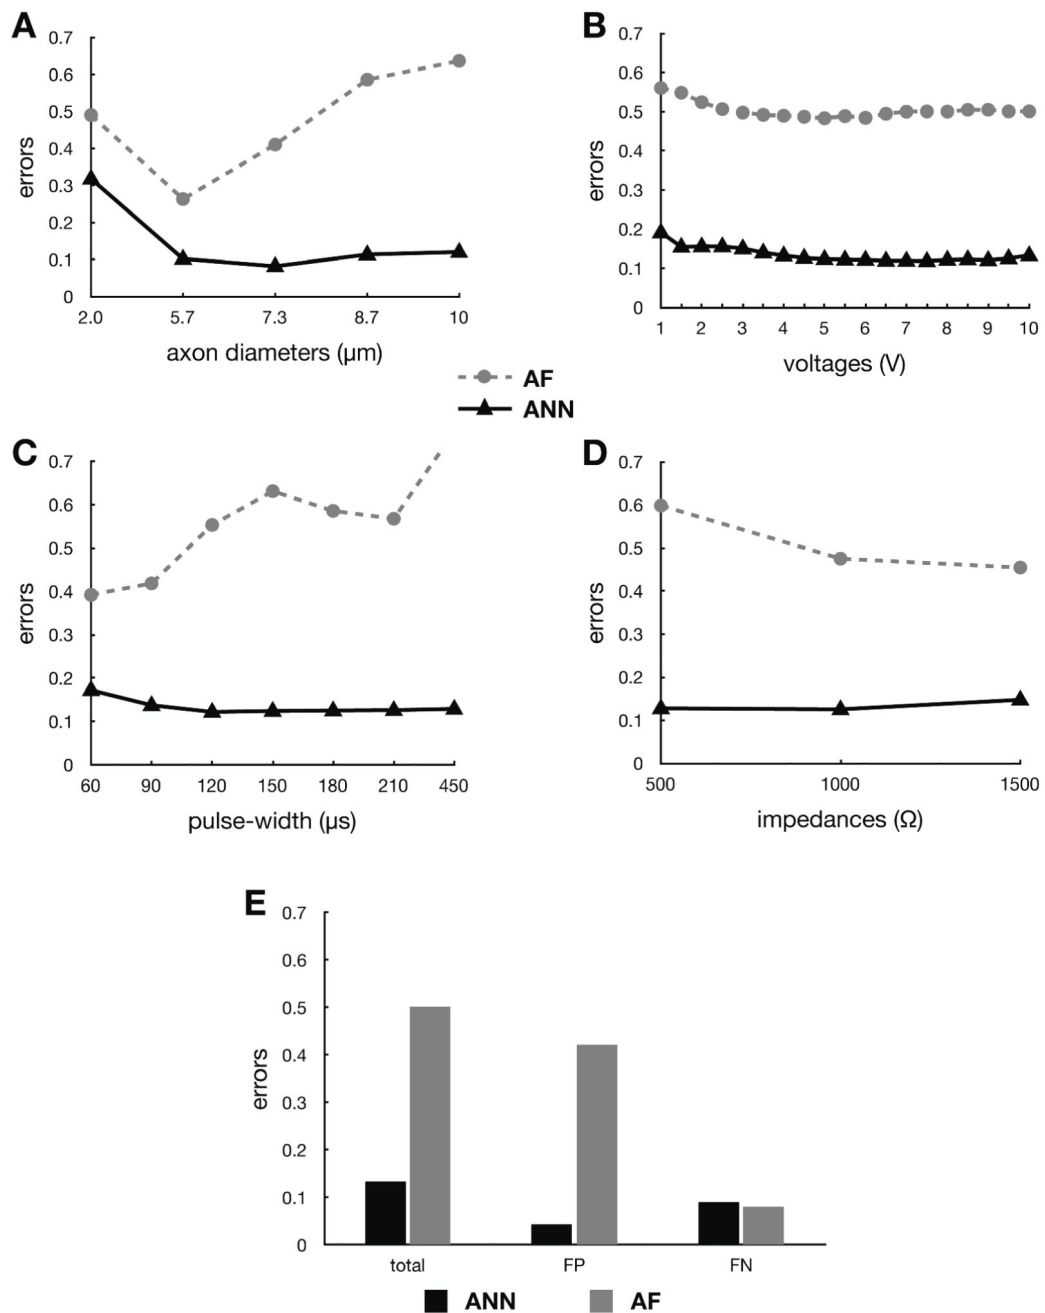 A
0.7
0.6
0.5
0.4
0.3
0.2
0.1
0
errors
2.0 5.7 7.3 8.7 10
axon diameters (µm)
B
0.7
0.6
0.5
0.4
0.3
0.2
0.1
0
errors
1 2 3 4 5 6 7 8 9 10
voltages (V)
AF
ANN
C
0.7
0.6
0.5
0.4
0.3
0.2
0.1
0
errors
60 90 120 150 180 210 450
pulse-width (µs)
D
0.7
0.6
0.5
0.4
0.3
0.2
0.1
0
errors
500 1000 1500
impedances (Ω)
E
0.7
0.6
0.5
0.4
0.3
0.2
0.1
0
errors
total FP FN
ANN AF